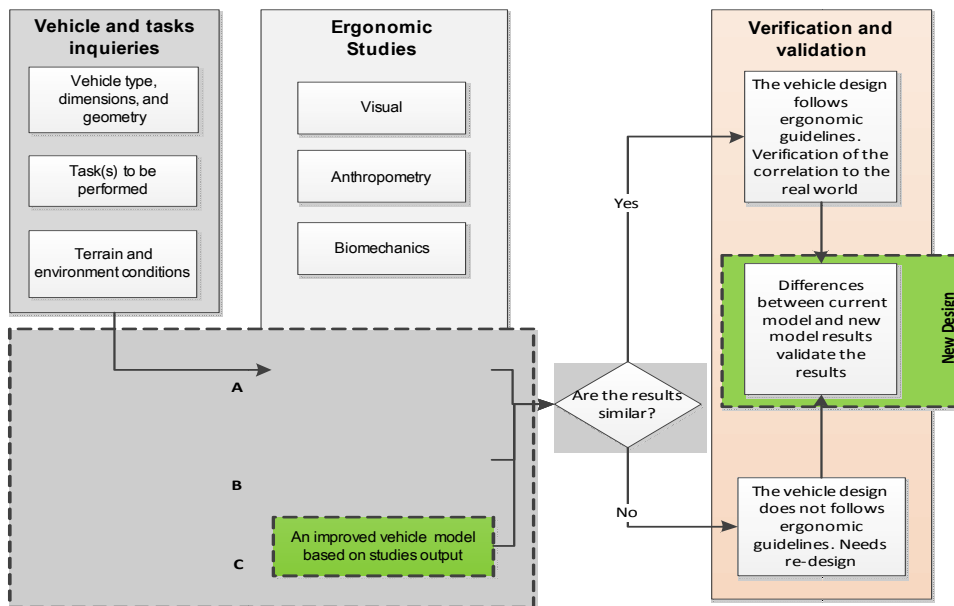 Vehicle and tasks
inquieries
Vehicle type,
dimensions, and
geometry
Task(s) to be
performed
Terrain and
environment conditions
Ergonomic
Studies
Visual
Anthropometry
Biomechanics
A
B
C
An improved vehicle model
based on studies output
Are the results
similar?
Yes
No
Verification and
validation
The vehicle design
follows
ergonomic
guidelines.
Verification of the
correlation to the
real world
Differences
between current
model and new
model results
validate the
results
New Design
The vehicle design
does not follows
ergonomic
guidelines. Needs
re-design